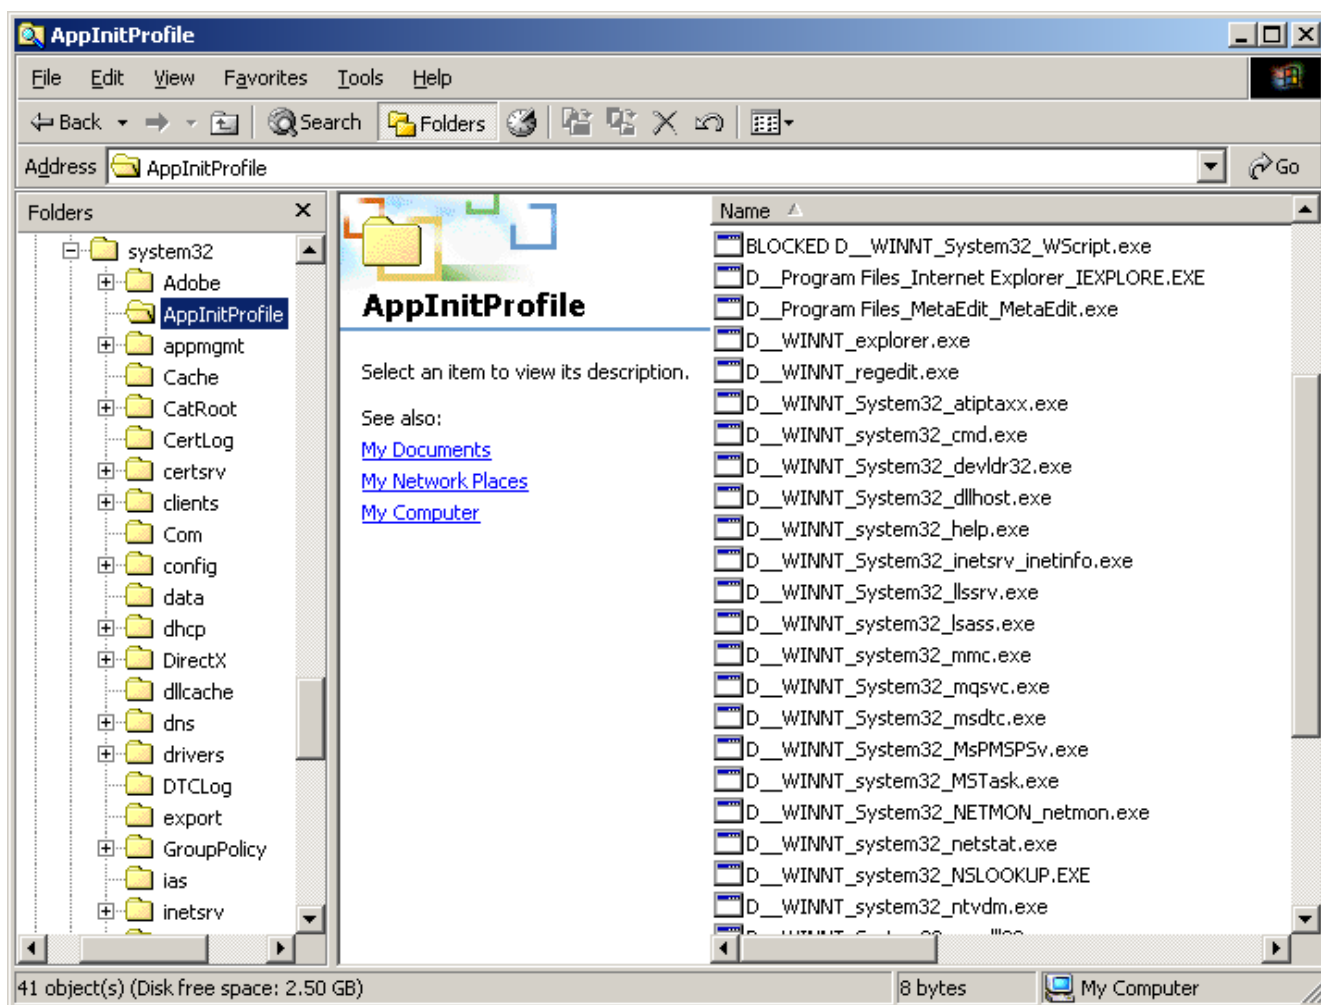 AppInitProfile
File Edit View Favorites Tools Help
Back Search Folders
Address AppInitProfile Go
Folders
system32
Adobe
AppInitProfile
appmgmt
Cache
CatRoot
CertLog
certsrv
clients
Com
config
data
dhcp
DirectX
dllcache
dns
drivers
DTCLog
export
GroupPolicy
ias
inetsrv
AppInitProfile
Select an item to view its description.
See also:
My Documents
My Network Places
My Computer
Name
BLOCKED D__WINNT_System32_WScript.exe
D__Program Files_Internet Explorer_IEXPLORE.EXE
D__Program Files_MetaEdit_MetaEdit.exe
D__WINNT_explorer.exe
D__WINNT_regedit.exe
D__WINNT_System32_atiptaxx.exe
D__WINNT_system32_cmd.exe
D__WINNT_System32_devldr32.exe
D__WINNT_System32_dllhost.exe
D__WINNT_system32_help.exe
D__WINNT_System32_inetsrv_inetinfo.exe
D__WINNT_System32_llssrv.exe
D__WINNT_system32_lsass.exe
D__WINNT_system32_mmc.exe
D__WINNT_System32_mqsvc.exe
D__WINNT_System32_msdtc.exe
D__WINNT_System32_MsPMSPSv.exe
D__WINNT_system32_MSTask.exe
D__WINNT_System32_NETMON_netmon.exe
D__WINNT_system32_netstat.exe
D__WINNT_system32_NSLOOKUP.EXE
D__WINNT_system32_ntvdm.exe
41 object(s) (Disk free space: 2.50 GB) 8 bytes My Computer